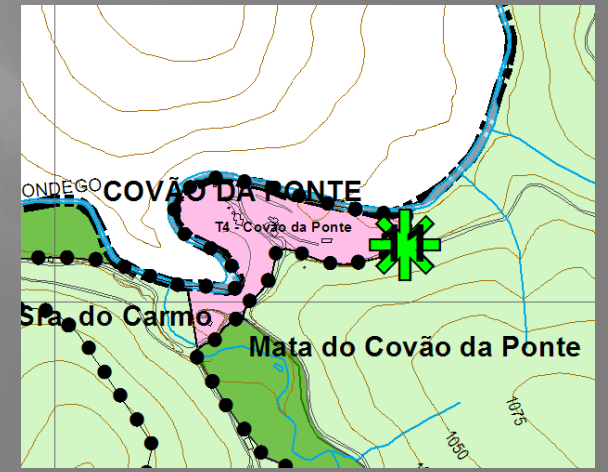 ONDEGO
COVÃO DA PONTE
T4 - Covão da Ponte
Sra. do Carmo
Mata do Covão da Ponte
1075
1050